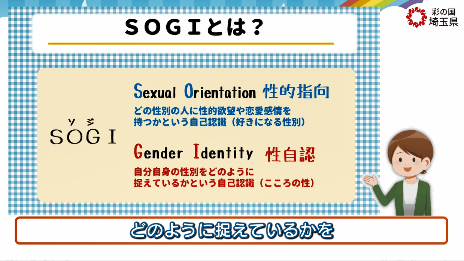 SOGIとは？
彩の国
埼玉県
Sexual Orientation 性的指向
どの性別の人に性的欲望や恋愛感情を
持つかという自己認識（好きになる性別）
ソジ
SOGI
Gender Identity 性自認
自分自身の性別をどのように
捉えているかという自己認識（こころの性）
どのように捉えているかを